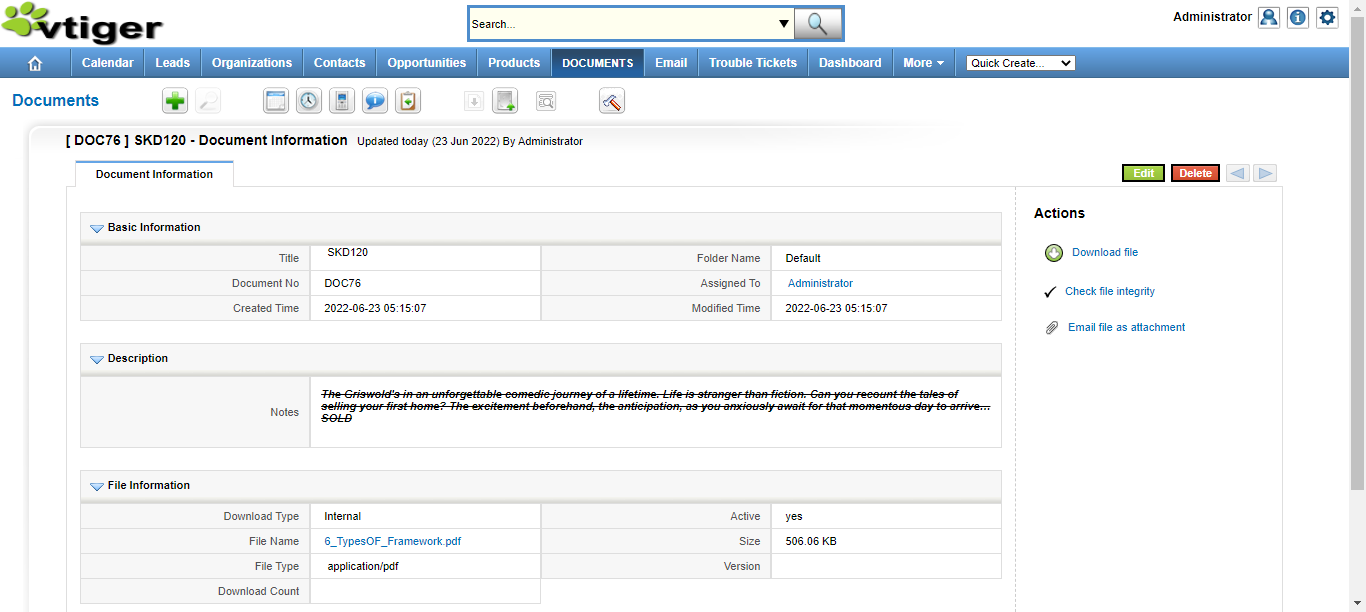 vtiger
Search...
Administrator
Calendar Leads Organizations Contacts Opportunities Products DOCUMENTS Email Trouble Tickets Dashboard More Quick Create...
Documents
[ DOC76 ] SKD120 - Document Information Updated today (23 Jun 2022) By Administrator
Document Information
Edit Delete
Actions
Basic Information
Title SKD120 Folder Name Default
Download file
Document No DOC76 Assigned To Administrator
Check file integrity
Created Time 2022-06-23 05:15:07 Modified Time 2022-06-23 05:15:07
Email file as attachment
Description
Notes
The Griswold's in an unforgettable comedic journey of a lifetime. Life is stranger than fiction. Can you recount the tales of
selling your first home? The excitement beforehand, the anticipation, as you anxiously await for that momentous day to arrive…
SOLD
File Information
Download Type Internal Active yes
File Name 6_TypesOF_Framework.pdf Size 506.06 KB
File Type application/pdf Version
Download Count